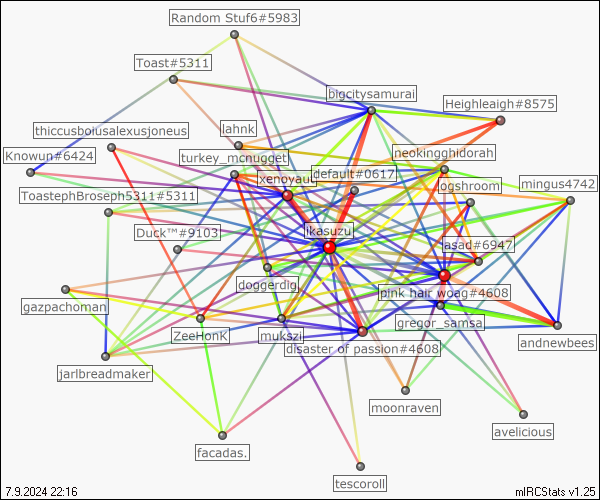 Random Stuf6#5983
Toast#5311
bigcitysamurai
Heighleaigh#8575
thiccusboiusalexusjoneus
lahnk
Knowun#6424
turkey_mcnugget
neokingghidorah
xenoyaut
default#0617
ogshroom
mingus4742
ToastephBroseph5311#5311
Duck™#9103
ikasuzu
asad#6947
doggerdig
pink hair woag#4608
gazpachoman
gregor_samsa
ZeeHonK
mukszi
disaster of passion#4608
andnewbees
jarlbreadmaker
moonraven
avelicious
facadas.
tescoroll
7.9.2024 22:16
mIRCStats v1.25